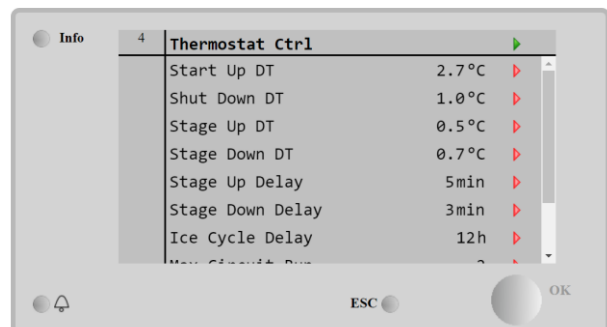 Info
4 Thermostat Ctrl
Start Up DT 2.7°C
Shut Down DT 1.0°C
Stage Up DT 0.5°C
Stage Down DT 0.7°C
Stage Up Delay 5min
Stage Down Delay 3min
Ice Cycle Delay 12h
ESC
OK